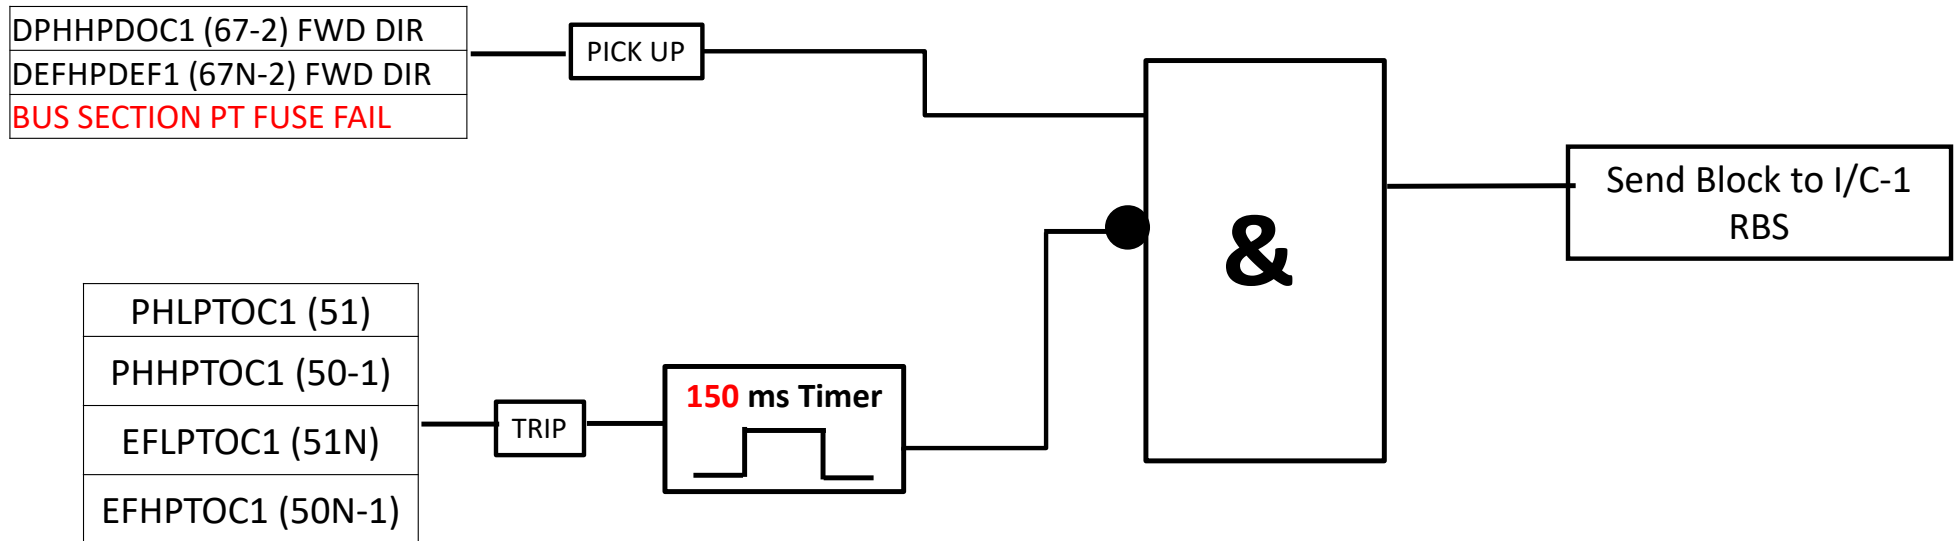 DPHHPDOC1 (67-2) FWD DIR
DEFHPDEF1 (67N-2) FWD DIR
BUS SECTION PT FUSE FAIL
PICK UP
&
Send Block to I/C-1
RBS
PHLPTOC1 (51)
PHHPTOC1 (50-1)
EFLPTOC1 (51N)
EFHPTOC1 (50N-1)
TRIP
150 ms Timer